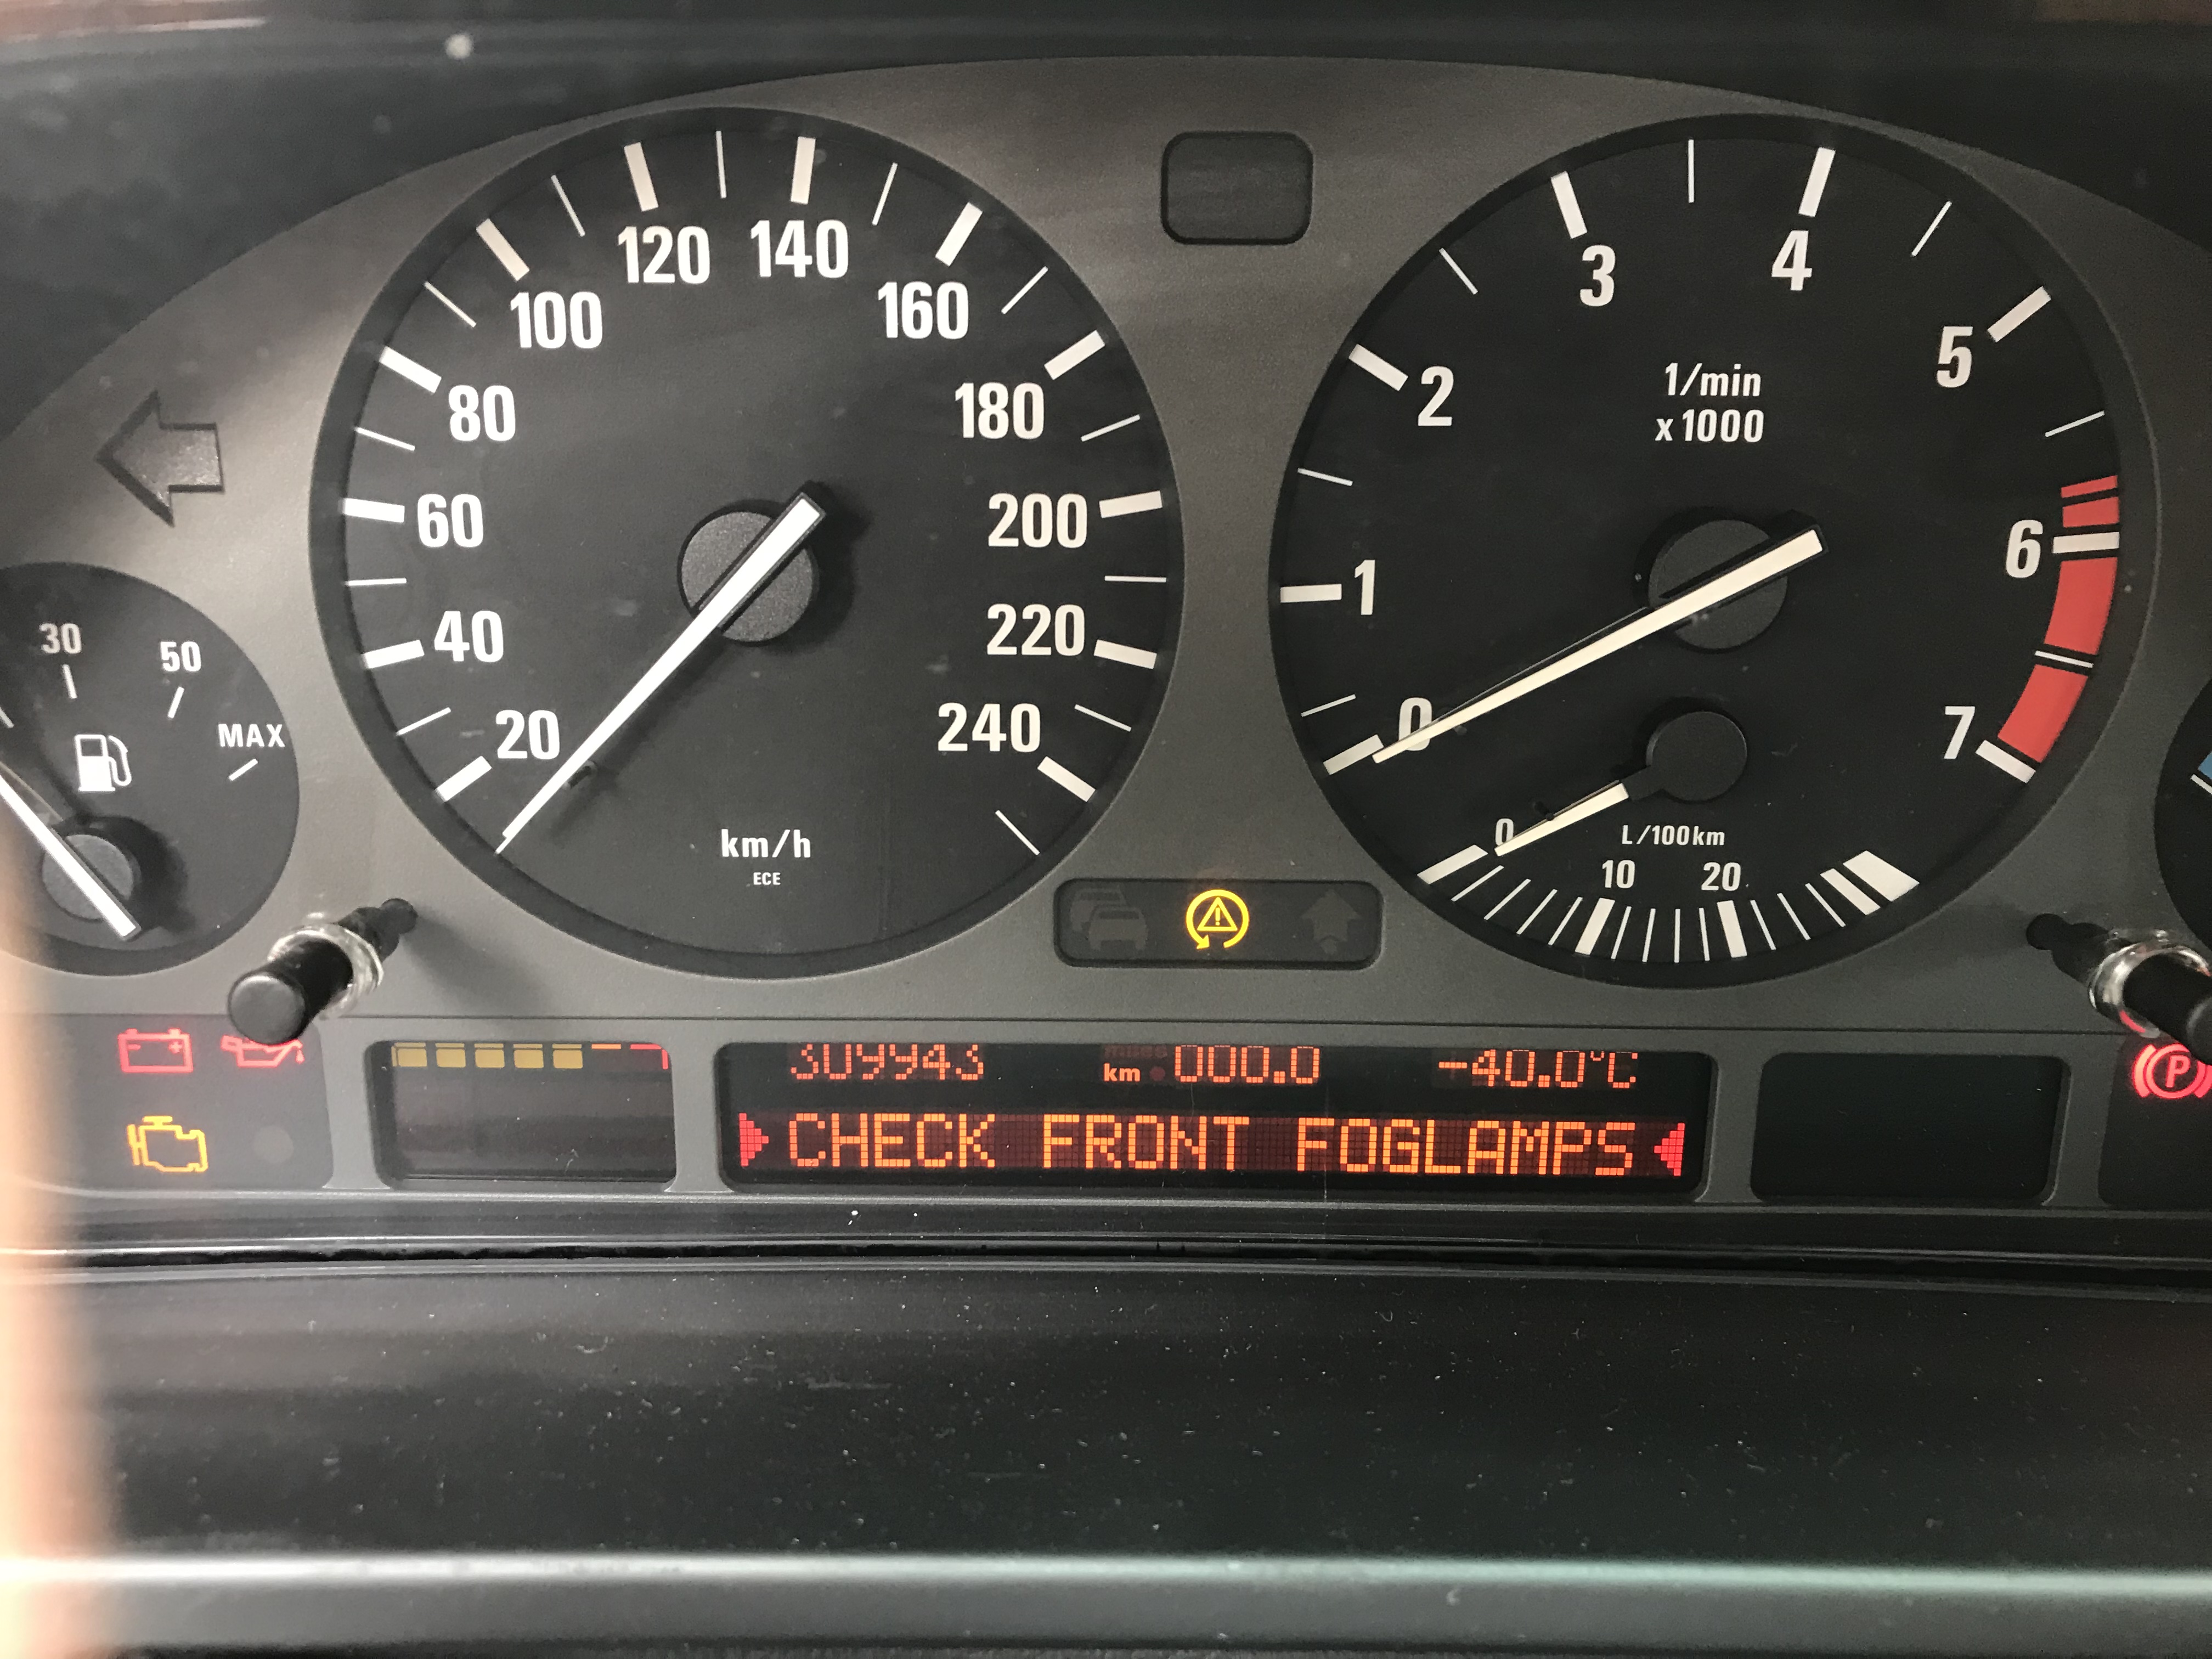 120 140
100 160
80 180
60 200
40 220
20 240
km/h
ECE
3 4
2 5
1/min
x1000
1 6
0 7
0 L/100km
10 20
30 50
MAX
309943 km 000.0 -40.0°C
CHECK FRONT FOGLAMPS
P